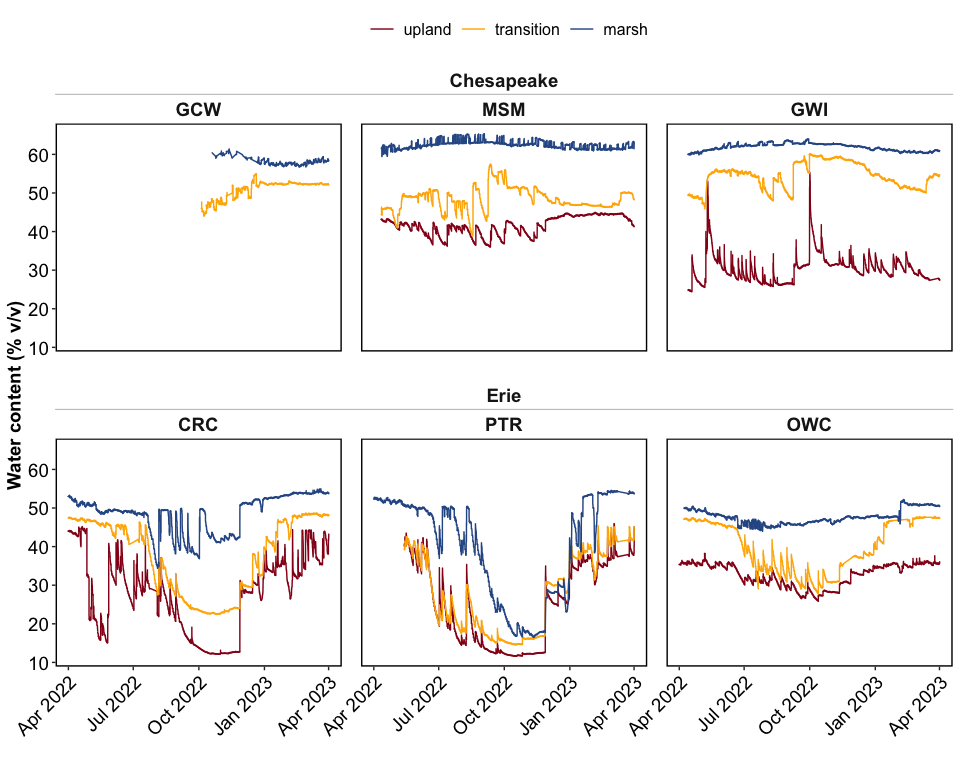 upland transition marsh
Chesapeake
GCW MSM GWI
60
50
40
30
20
10
Water content (% v/v)
Erie
CRC PTR OWC
60
50
40
30
20
10
Apr 2022 Jul 2022 Oct 2022 Jan 2023 Apr 2023 Apr 2022 Jul 2022 Oct 2022 Jan 2023 Apr 2023 Apr 2022 Jul 2022 Oct 2022 Jan 2023 Apr 2023